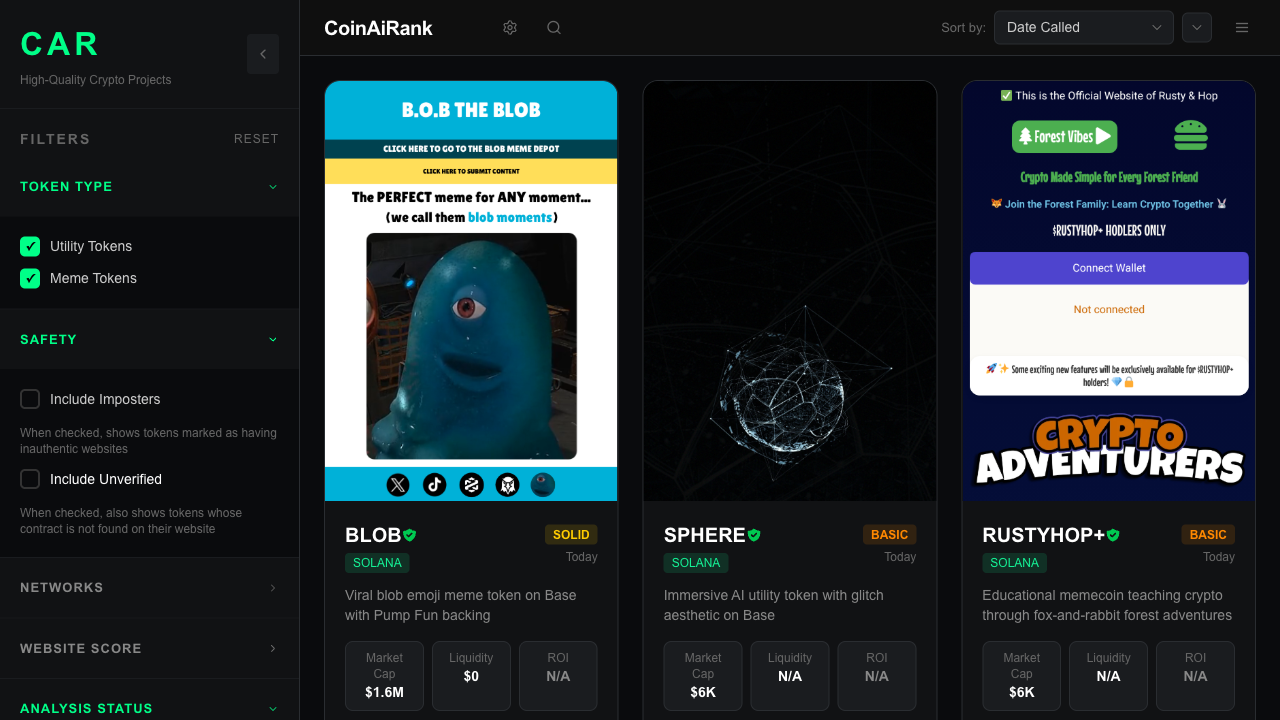 CAR
High-Quality Crypto Projects
FILTERS
RESET
TOKEN TYPE
Utility Tokens
Meme Tokens
SAFETY
Include Imposters
When checked, shows tokens marked as having
inauthentic websites
Include Unverified
When checked, also shows tokens whose
contract is not found on their website
NETWORKS
WEBSITE SCORE
ANALYSIS STATUS
CoinAiRank
Sort by:
Date Called
B.O.B THE BLOB
CLICK HERE TO GO TO THE BLOB MEME DEPOT
CLICK HERE TO SUBMIT CONTENT
The PERFECT meme for ANY moment...
(we call them blob moments)
BLOB
SOLID
SOLANA
Today
Viral blob emoji meme token on Base
with Pump Fun backing
Market
Cap
$1.6M
Liquidity
$0
ROI
N/A
SPHERE
BASIC
SOLANA
Today
Immersive AI utility token with glitch
aesthetic on Base
Market
Cap
$6K
Liquidity
N/A
ROI
N/A
✅ This is the Official Website of Rusty & Hop
Forest Vibes
Crypto Made Simple for Every Forest Friend
🦊 Join the Forest Family: Learn Crypto Together 🐰
$RUSTYHOP+ HODLERS ONLY
Connect Wallet
Not connected
🚀 ✨ Some exciting new features will be exclusively available for $RUSTYHOP+
holders! 💎 🔒
CRYPTO
ADVENTURERS
RUSTYHOP+
BASIC
SOLANA
Today
Educational memecoin teaching crypto
through fox-and-rabbit forest adventures
Market
Cap
$6K
Liquidity
N/A
ROI
N/A